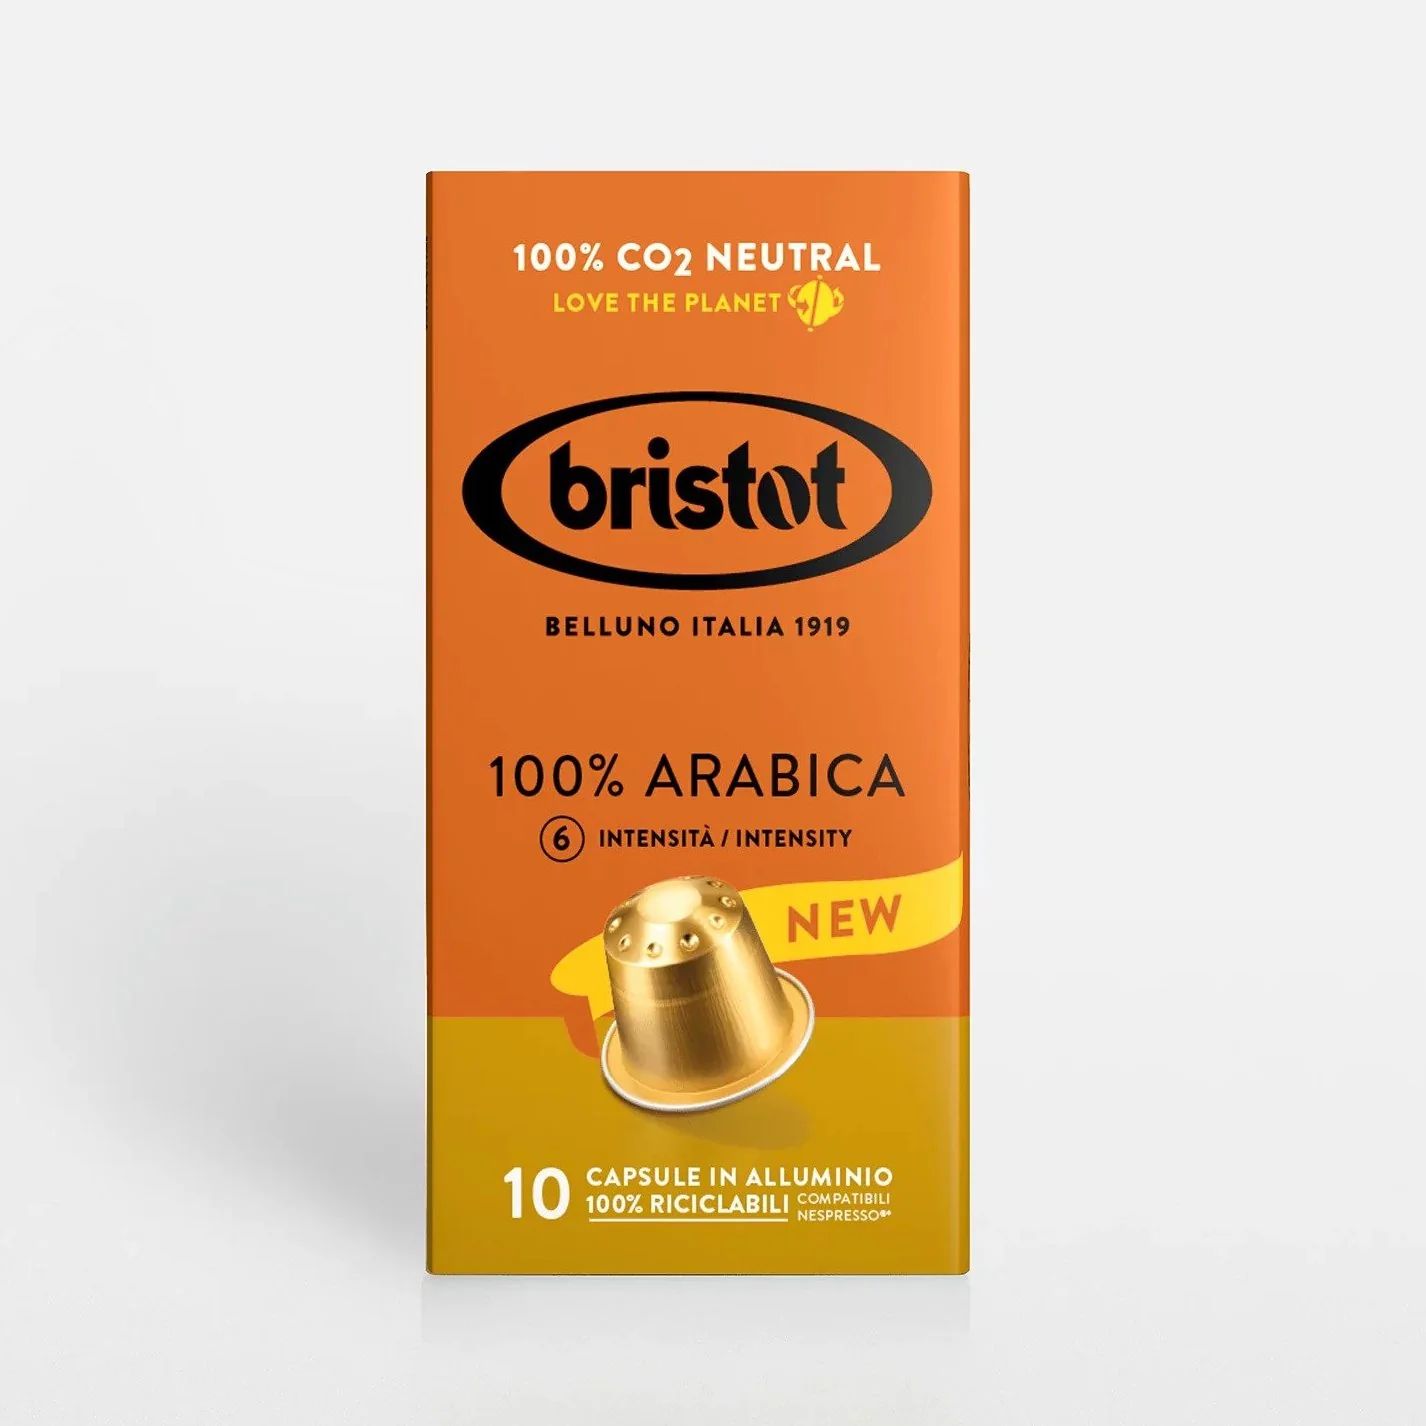 100% CO2 NEUTRAL
LOVE THE PLANET
bristot
BELLUNO ITALIA 1919
100% ARABICA
6 INTENSITÀ / INTENSITY
NEW
10 CAPSULE IN ALLUMINIO
100% RICICLABILI COMPATIBILI
NESPRESSO®*